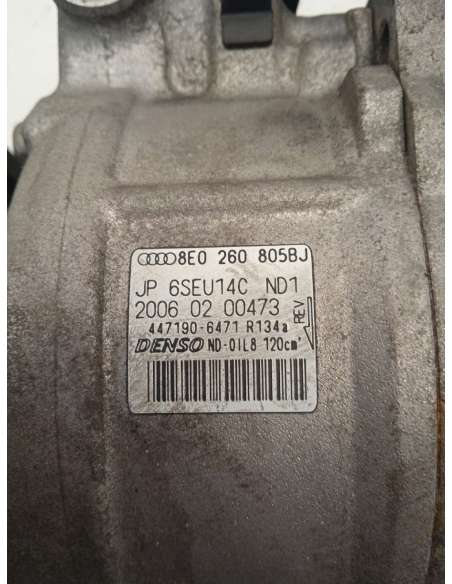 8E0 260 805BJ
JP 6SEU14C ND1
2006 02 00473
REV
447190-6471 R134a
DENSO ND-OIL8 120cm³